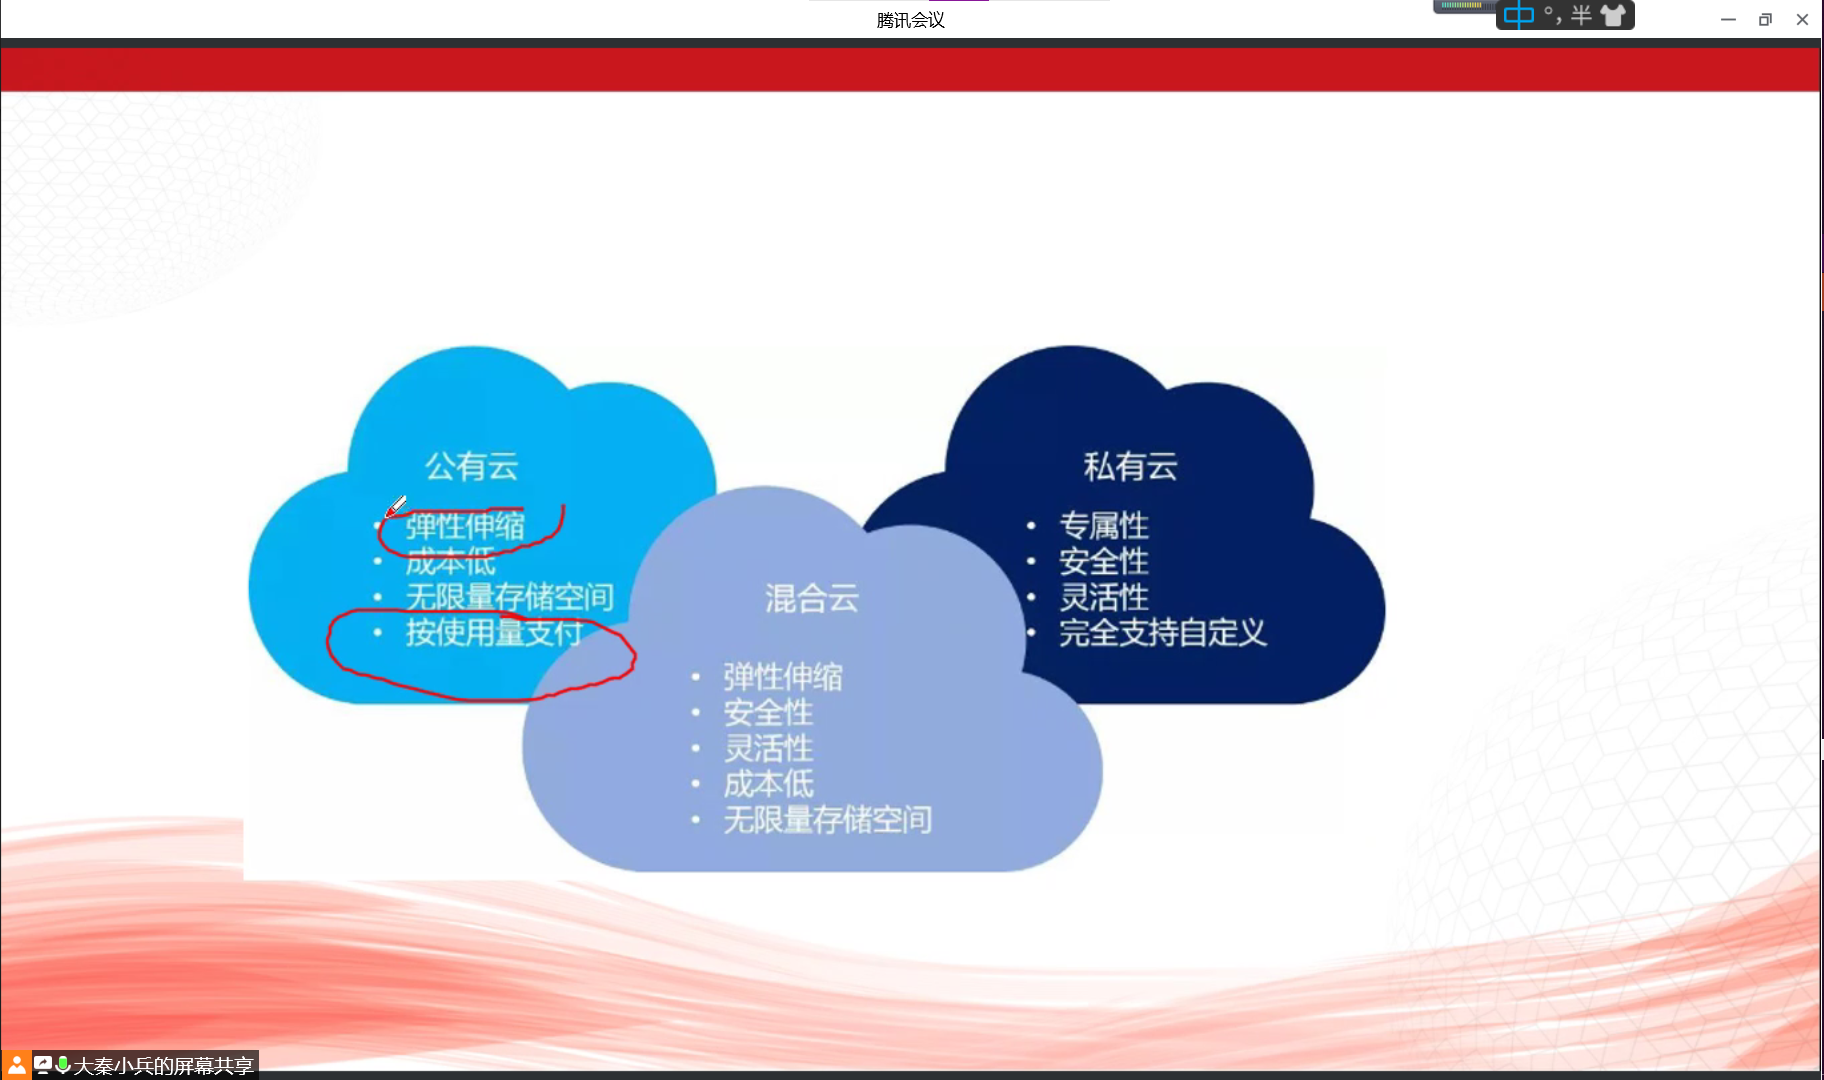 腾讯会议
中 °, 半
公有云
• 弹性伸缩
• 成本低
• 无限量存储空间
• 按使用量支付
混合云
• 弹性伸缩
• 安全性
• 灵活性
• 成本低
• 无限量存储空间
私有云
• 专属性
• 安全性
• 灵活性
• 完全支持自定义
大秦小兵的屏幕共享